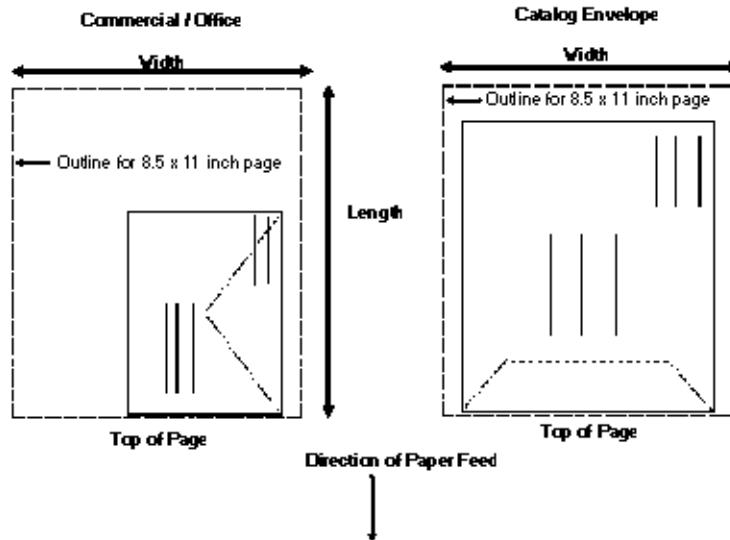 Commercial / Office
Catalog Envelope
Width
Width
Outline for 8.5 x 11 inch page
Outline for 8.5 x 11 inch page
Length
Top of Page
Top of Page
Direction of Paper Feed